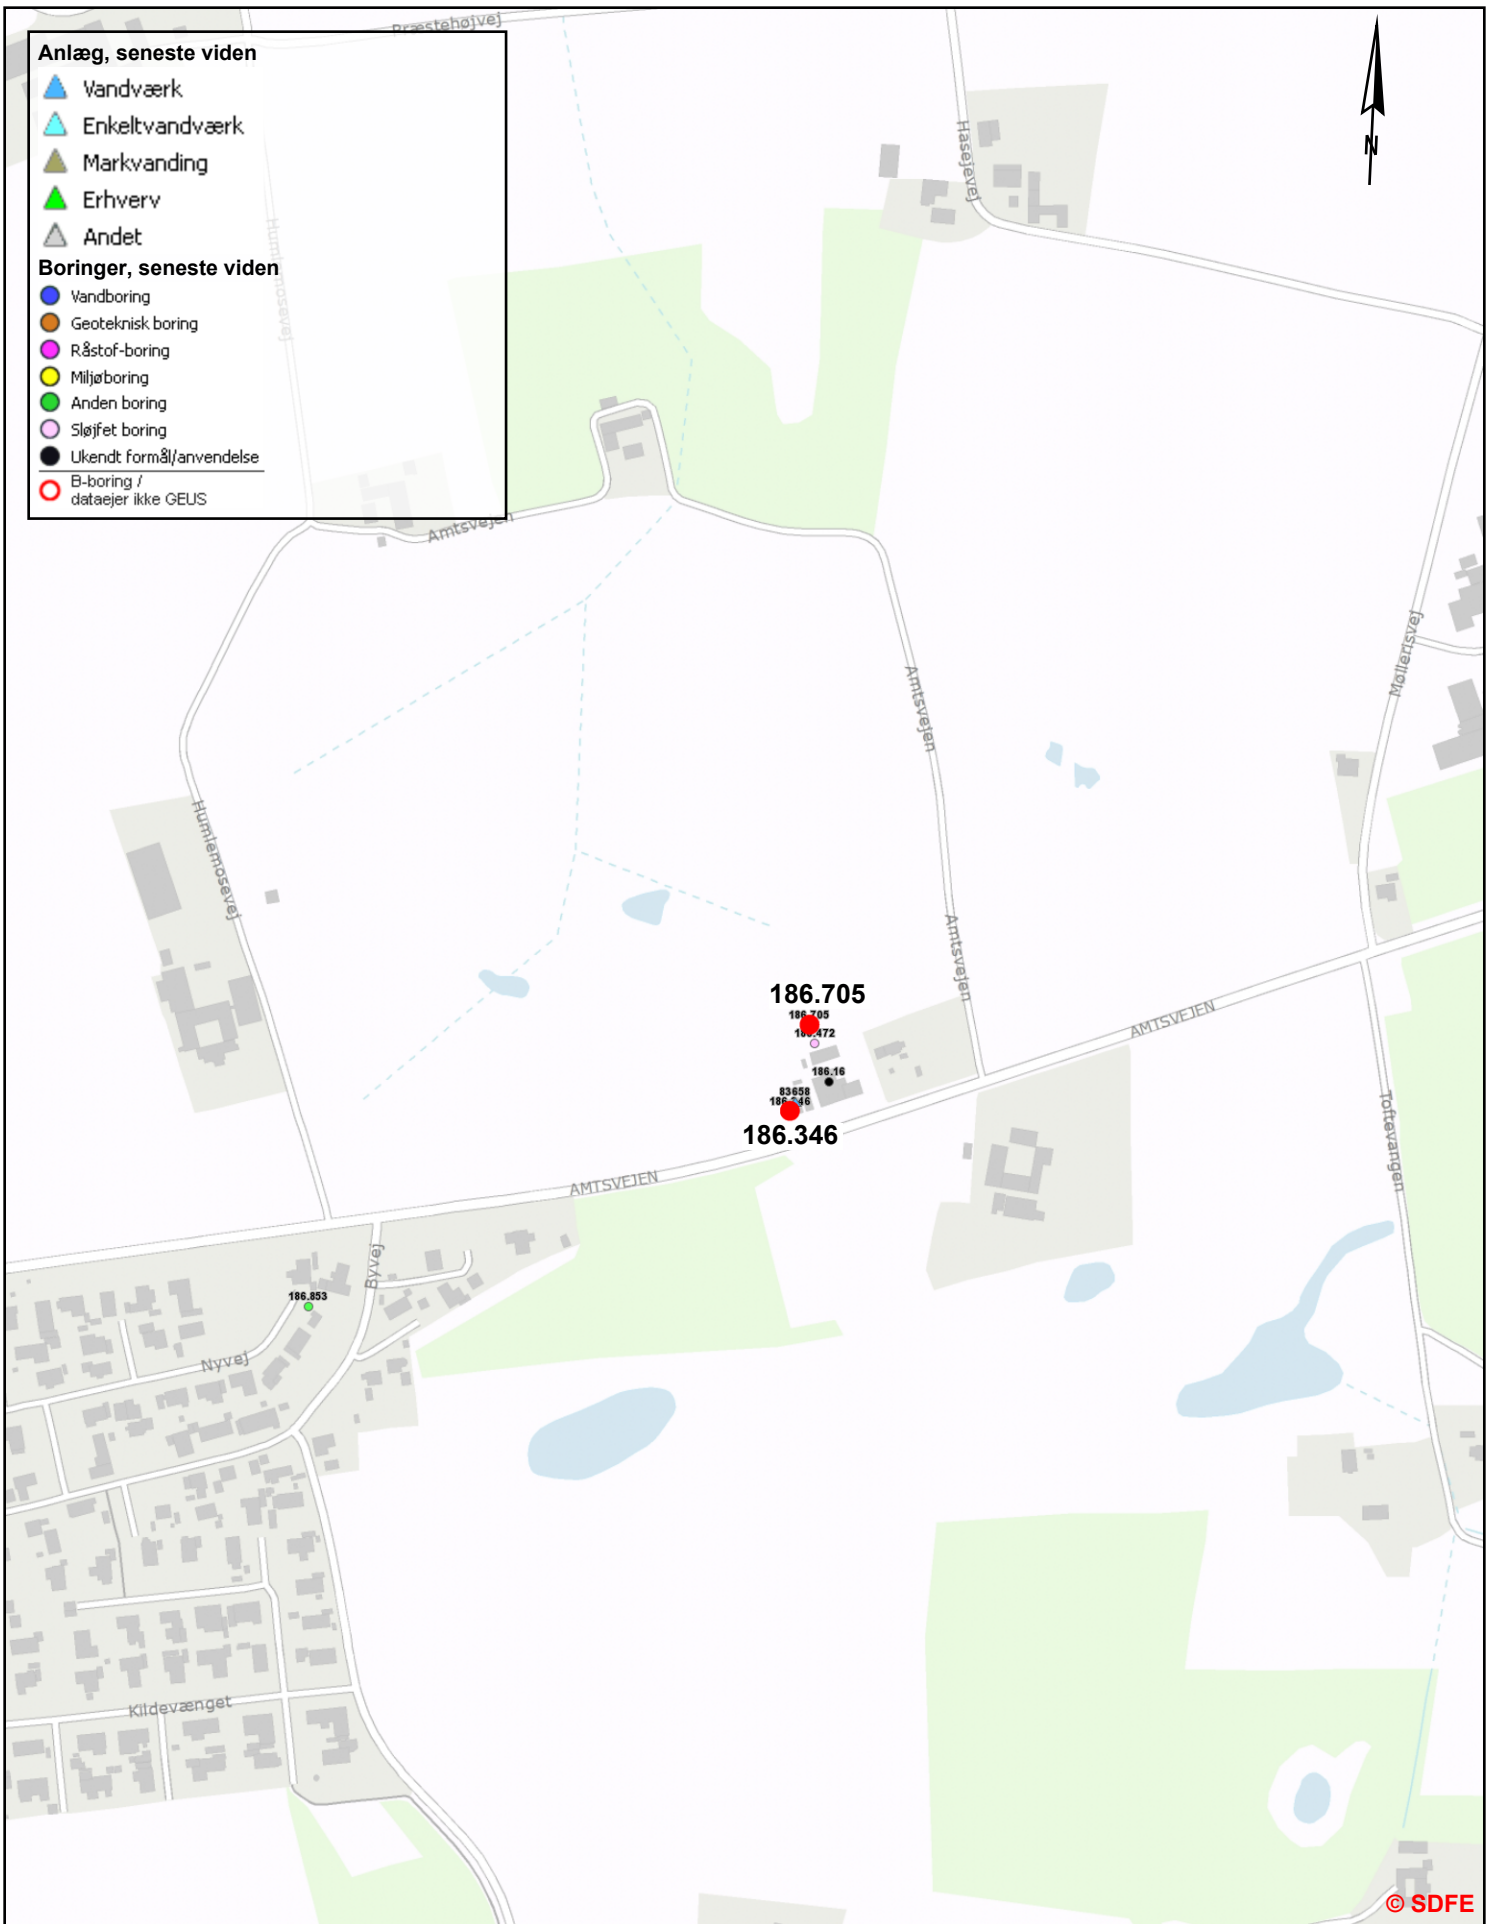 Præstehøjvej
Anlæg, seneste viden
Vandværk
Enkeltvandværk
Markvanding
Erhverv
Andet
Boringer, seneste viden
Vandboring
Geoteknisk boring
Råstof-boring
Miljøboring
Anden boring
Sløjfet boring
Ukendt formål/anvendelse
B-boring /
dataejer ikke GEUS
N
Hasejevej
Humlemosevej
Amtsvejen
Møllerisvej
Amtsvejen
Humlemosevej
Amtsvejen
186.705
186.705
AMTSVEJEN
186.16
83658
186.346
Toftevangen
AMTSVEJEN
Byvej
186.853
Nyvej
Kildevænget
© SDFE